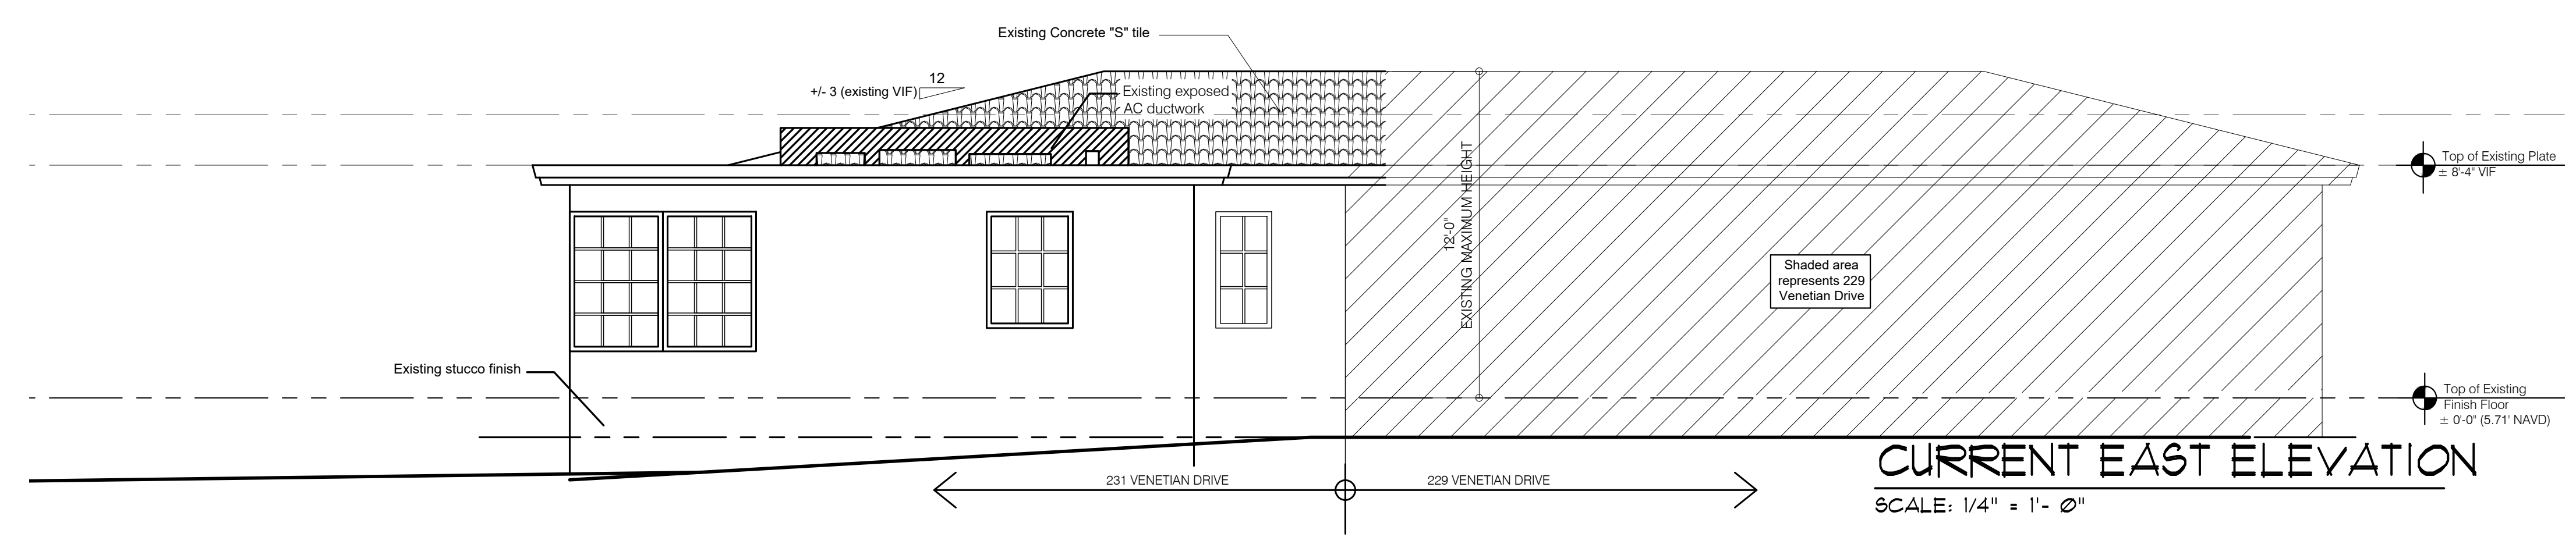 Existing Concrete "S" tile
12
+/- 3 (existing VIF)
Existing exposed
AC ductwork
Top of Existing Plate
± 8'-4" VIF
12'-0"
EXISTING MAXIMUM HEIGHT
Shaded area
represents 229
Venetian Drive
Existing stucco finish
Top of Existing
Finish Floor
± 0'-0" (5.71' NAVD)
231 VENETIAN DRIVE
229 VENETIAN DRIVE
CURRENT EAST ELEVATION
SCALE: 1/4" = 1'- 0"